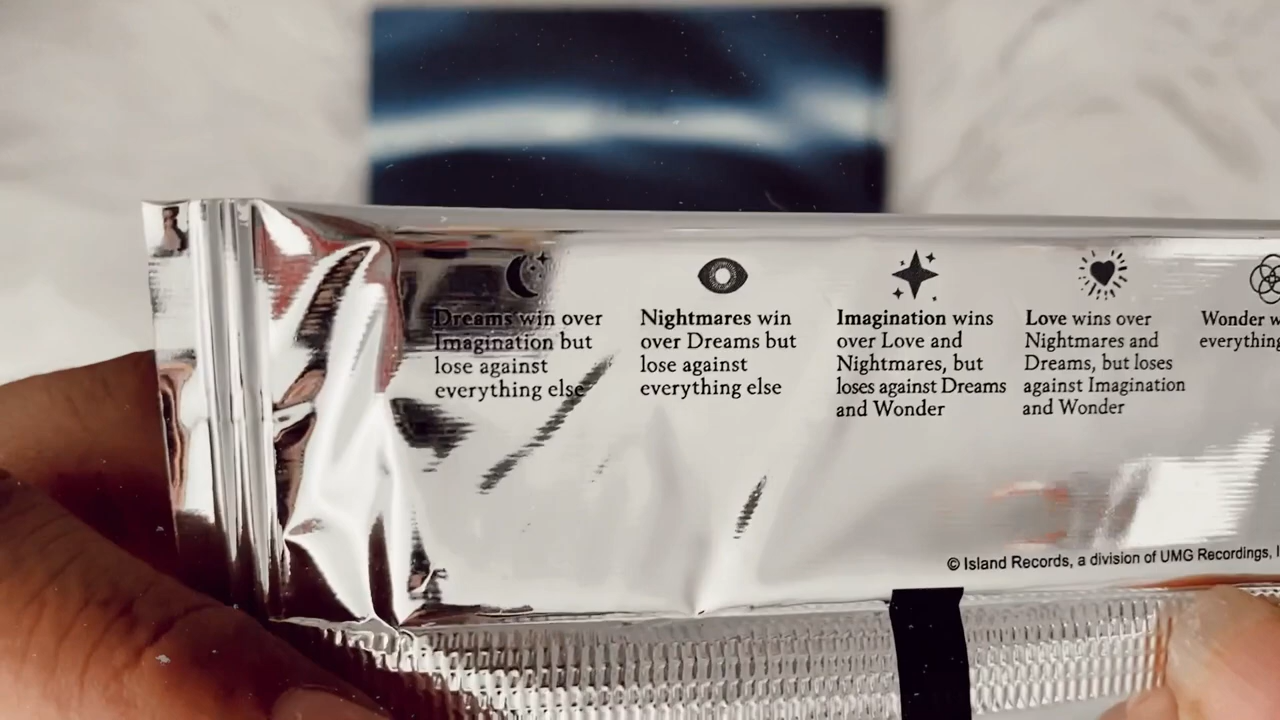 Dreams win over
Imagination but
lose against
everything else
Nightmares win
over Dreams but
lose against
everything else
Imagination wins
over Love and
Nightmares, but
loses against Dreams
and Wonder
Love wins over
Nightmares and
Dreams, but loses
against Imagination
and Wonder
Wonder
everything
© Island Records, a division of UMG Recordings,